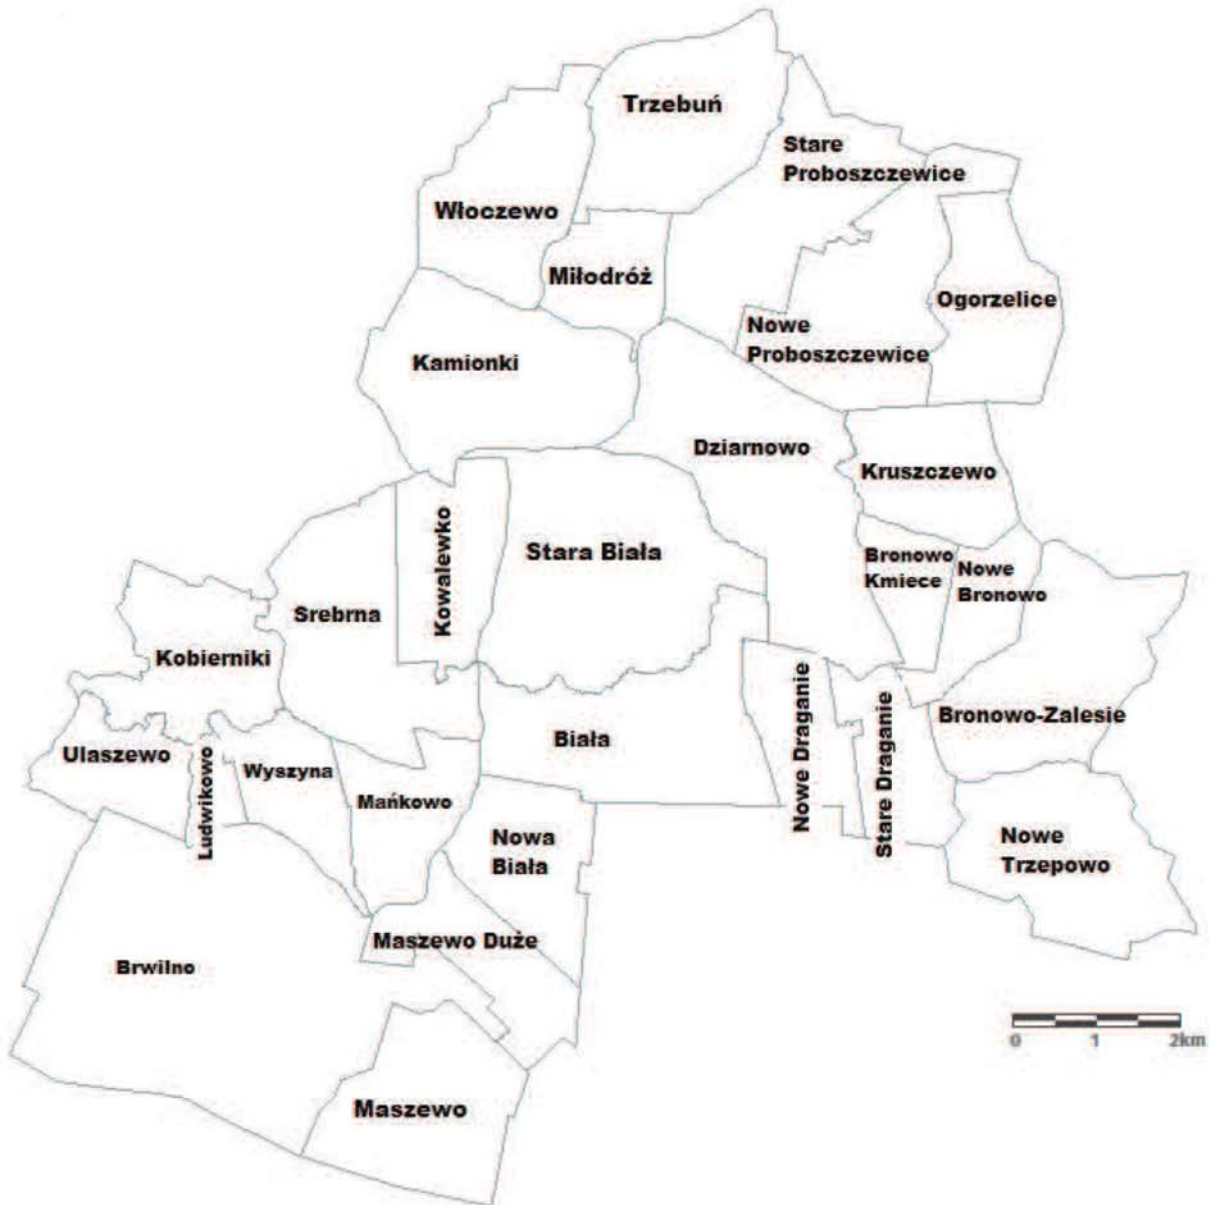 Trzebuń
Stare
Proboszczewice
Włoczewo
Miłodróż
Ogorzelice
Nowe
Proboszczewice
Kamionki
Dziarnowo
Kruszczewo
Kowalewko
Stara Biała
Bronowo
Kmiece
Nowe
Bronowo
Srebrna
Kobierniki
Nowe Draganie
Stare Draganie
Bronowo-Zalesie
Biała
Ulaszewo
Ludwikowo
Wyszyna
Mańkowo
Nowa
Biała
Nowe
Trzepowo
Maszewo Duże
Brwilno
Maszewo
0 1 2km